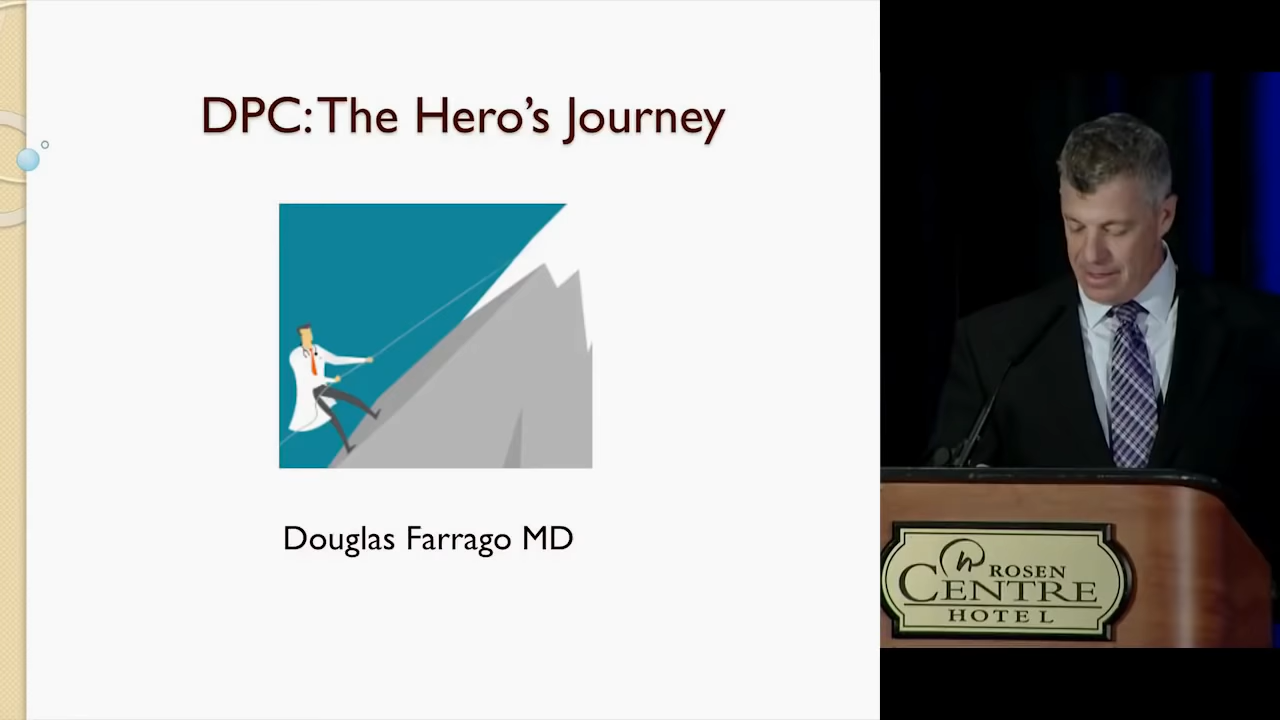 DPC: The Hero's Journey
Douglas Farrago MD
ROSEN
CENTRE
HOTEL